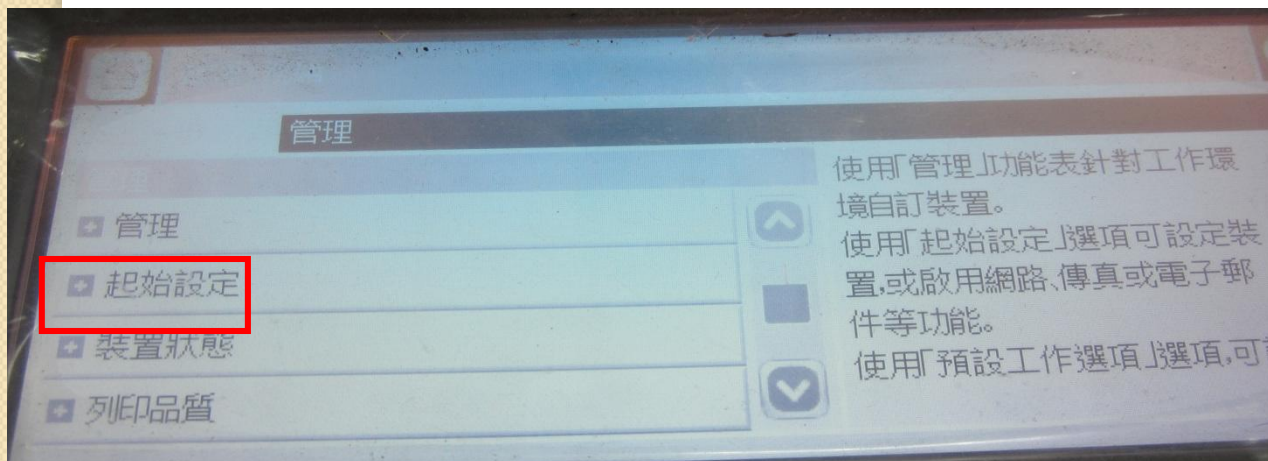 管理
管理
起始設定
裝置狀態
列印品質
使用「管理」功能表針對工作環
境自訂裝置。
使用「起始設定」選項可設定裝
置,或啟用網路、傳真或電子郵
件等功能。
使用「預設工作選項」選項,可